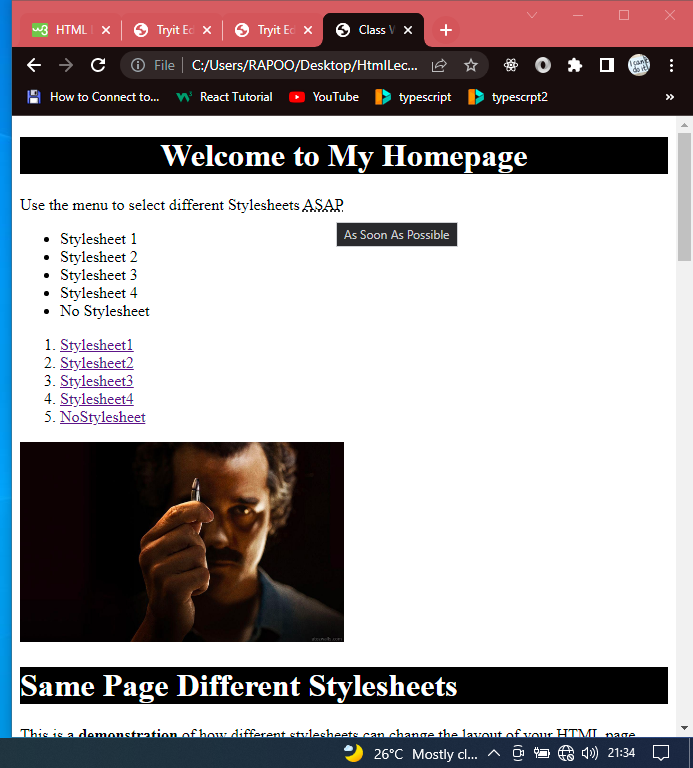 HTML
Tryit Ed
Tryit Ed
Class W
File
C:/Users/RAPOO/Desktop/HtmlLec...
I can
do it!
How to Connect to...
React Tutorial
YouTube
typescript
typescrpt2
»
Welcome to My Homepage
Use the menu to select different Stylesheets ASAP
As Soon As Possible
• Stylesheet 1
• Stylesheet 2
• Stylesheet 3
• Stylesheet 4
• No Stylesheet
1. Stylesheet1
2. Stylesheet2
3. Stylesheet3
4. Stylesheet4
5. NoStylesheet
Same Page Different Stylesheets
This is a demonstration of how different stylesheets can change the layout of your HTML page.
26°C Mostly cl...
21:34